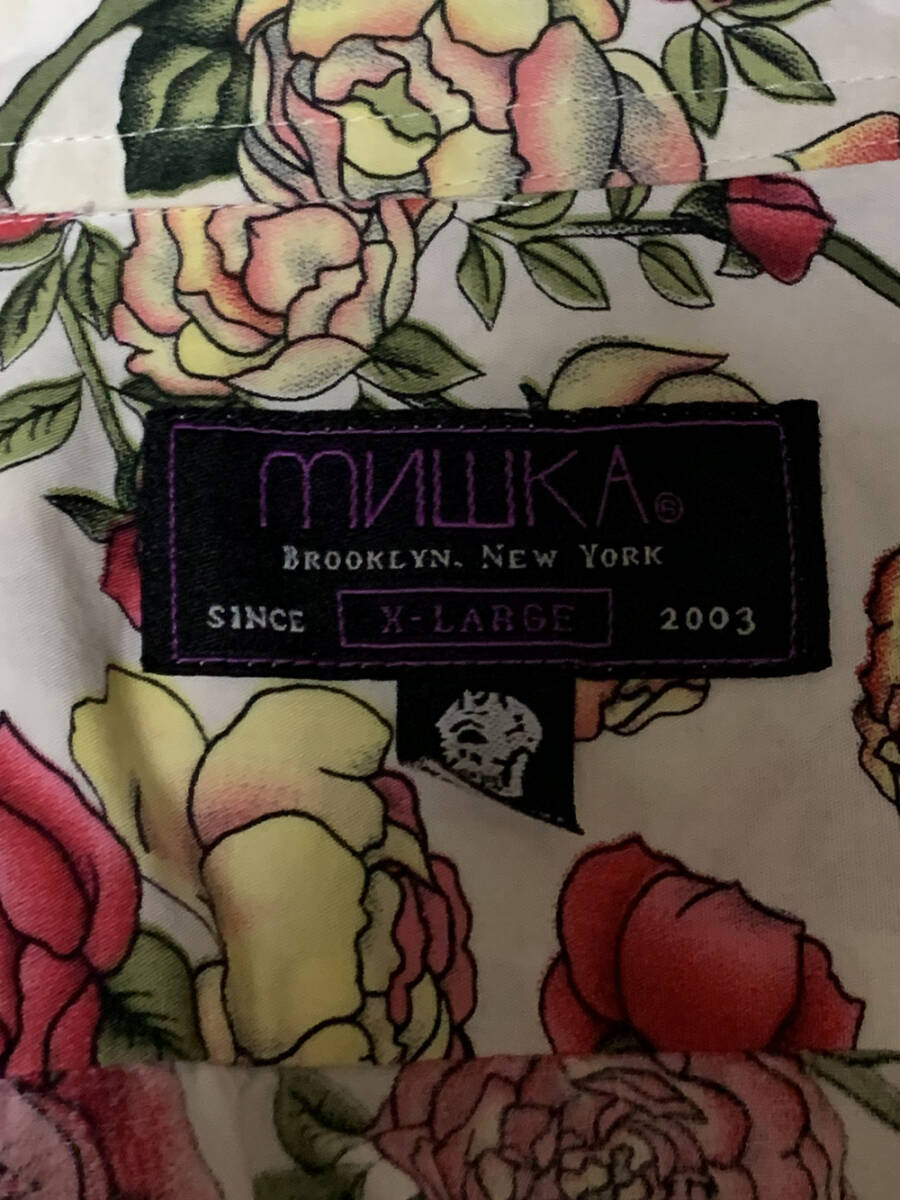 мишка®
BROOKLYN. NEW YORK
SINCE X-LARGE 2003